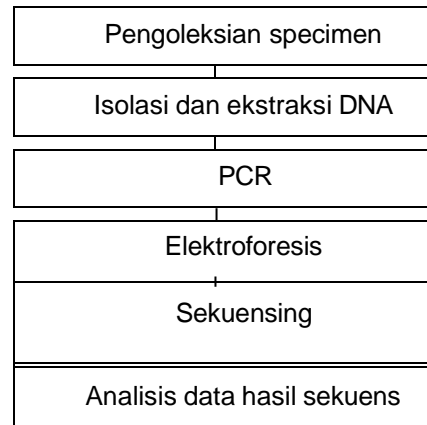 Pengoleksian specimen
Isolasi dan ekstraksi DNA
PCR
Elektroforesis
Sekuensing
Analisis data hasil sekuens